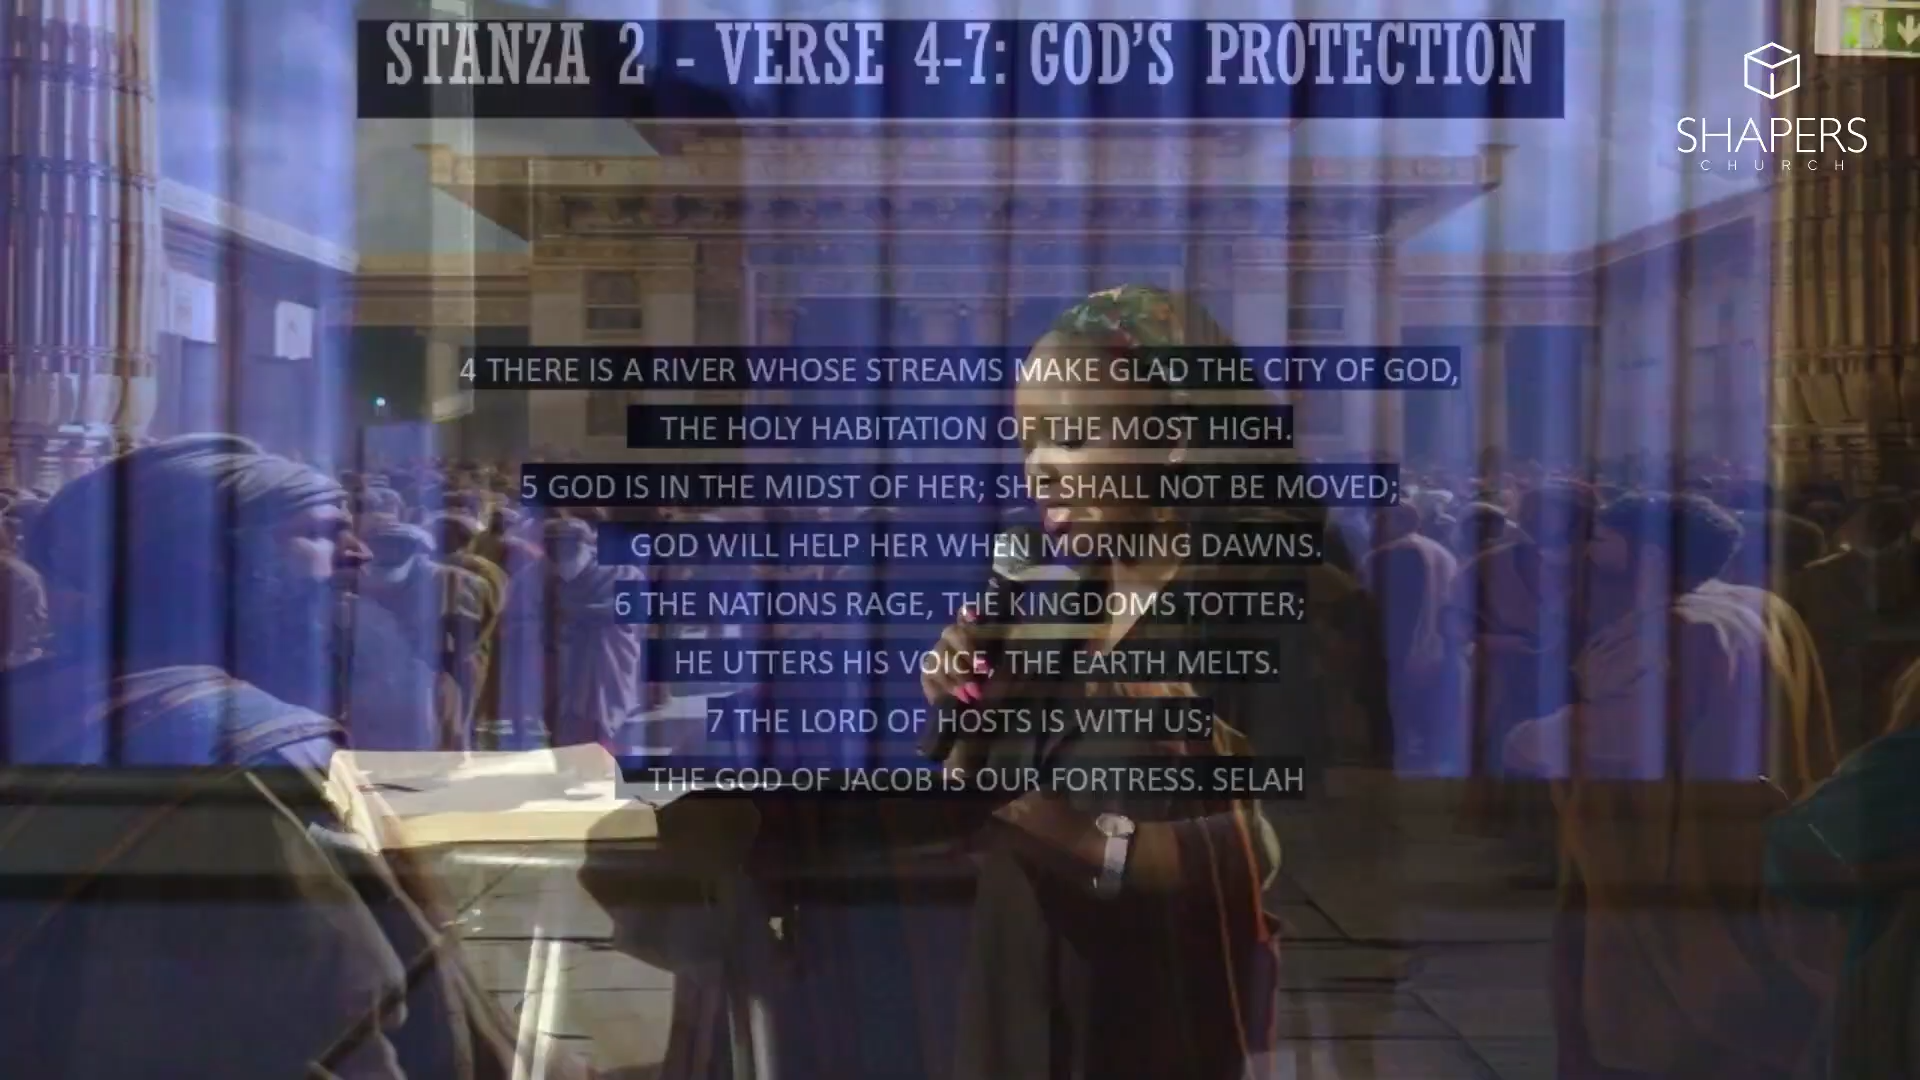 STANZA 2 - VERSE 4-7: GOD'S PROTECTION
SHAPERS
CHURCH
4 THERE IS A RIVER WHOSE STREAMS MAKE GLAD THE CITY OF GOD,
THE HOLY HABITATION OF THE MOST HIGH.
5 GOD IS IN THE MIDST OF HER; SHE SHALL NOT BE MOVED;
GOD WILL HELP HER WHEN MORNING DAWNS.
6 THE NATIONS RAGE, THE KINGDOMS TOTTER;
HE UTTERS HIS VOICE, THE EARTH MELTS.
7 THE LORD OF HOSTS IS WITH US;
THE GOD OF JACOB IS OUR FORTRESS. SELAH